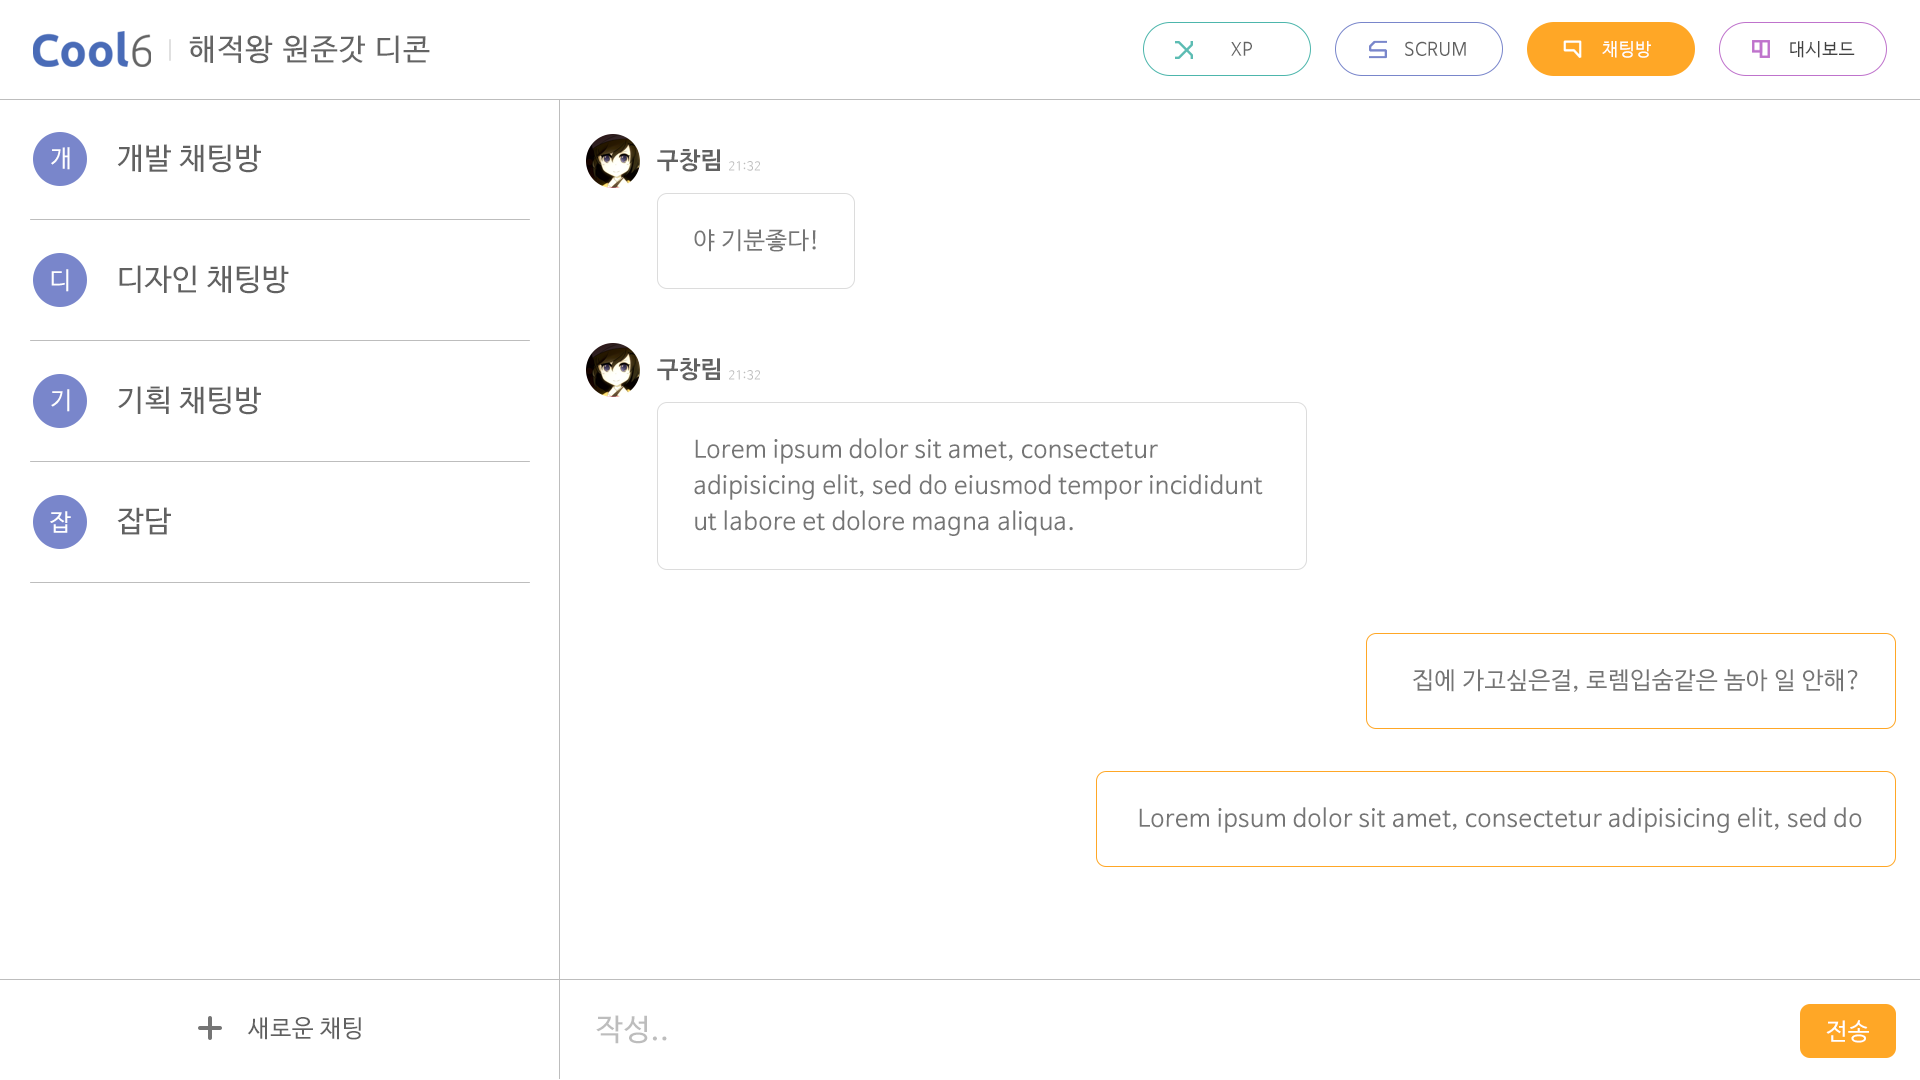 Cool6
해적왕 원준갓 디콘
XP
SCRUM
채팅방
대시보드
개
개발 채팅방
디
디자인 채팅방
기
기획 채팅방
잡
잡담
새로운 채팅
구창림 21:32
야 기분좋다!
구창림 21:32
Lorem ipsum dolor sit amet, consectetur
adipisicing elit, sed do eiusmod tempor incididunt
ut labore et dolore magna aliqua.
집에 가고싶은걸, 로렘입숨같은 놈아 일 안해?
Lorem ipsum dolor sit amet, consectetur adipisicing elit, sed do
작성..
전송